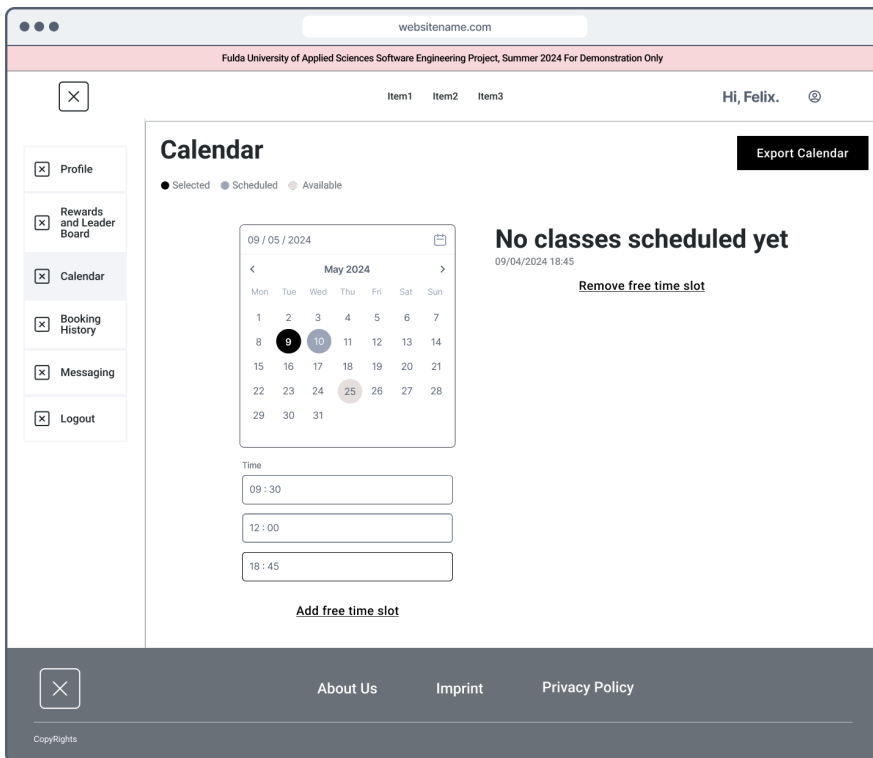 websitename.com
Fulda University of Applied Sciences Software Engineering Project, Summer 2024 For Demonstration Only
Item1 Item2 Item3
Hi, Felix.
Profile
Rewards
and Leader
Board
Calendar
Booking
History
Messaging
Logout
Calendar
Export Calendar
Selected Scheduled Available
09 / 05 / 2024
May 2024
Mon Tue Wed Thu Fri Sat Sun
1 2 3 4 5 6 7
8 9 10 11 12 13 14
15 16 17 18 19 20 21
22 23 24 25 26 27 28
29 30 31
Time
09 : 30
12 : 00
18 : 45
Add free time slot
No classes scheduled yet
09/04/2024 18:45
Remove free time slot
About Us Imprint Privacy Policy
CopyRights